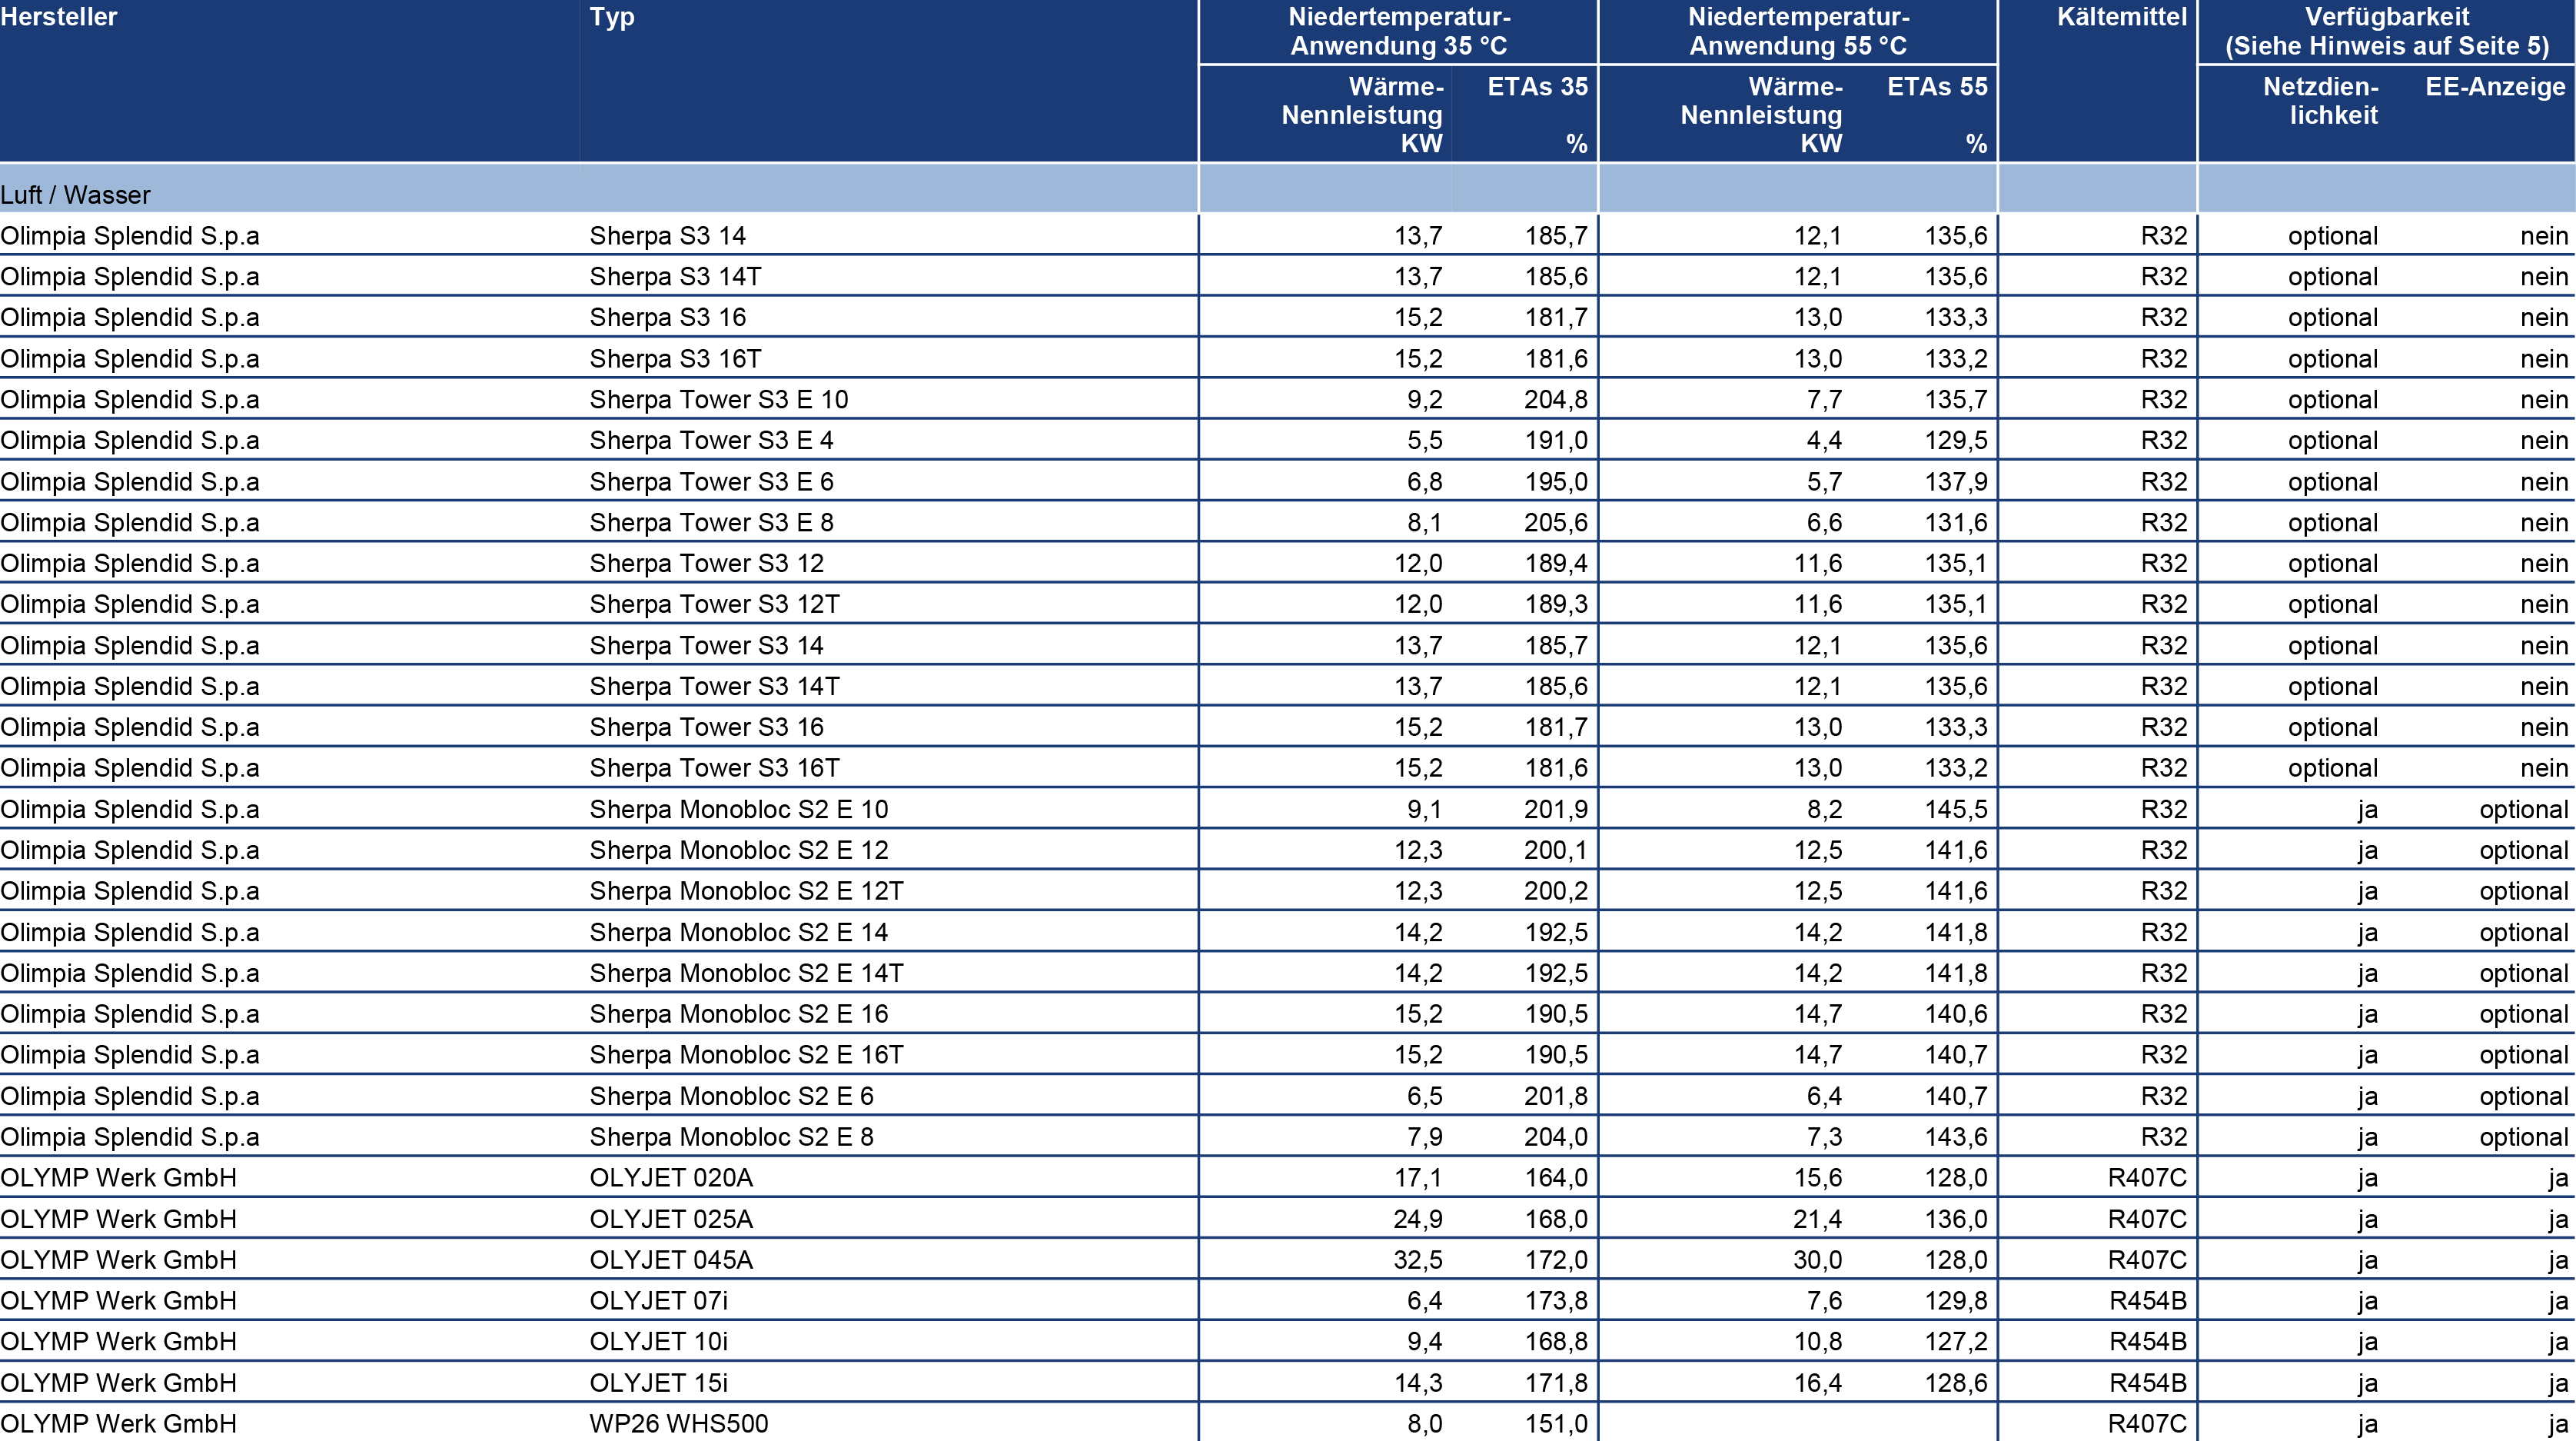 Hersteller Typ Niedertemperatur- Niedertemperatur- Kältemittel Verfügbarkeit
Anwendung 35 °C Anwendung 55 °C (Siehe Hinweis auf Seite 5)
Wärme- ETAs 35 Wärme- ETAs 55 Netzdien- EE-Anzeige
Nennleistung Nennleistung lichkeit
KW % KW %
Luft / Wasser
Olimpia Splendid S.p.a Sherpa S3 14 13,7 185,7 12,1 135,6 R32 optional nein
Olimpia Splendid S.p.a Sherpa S3 14T 13,7 185,6 12,1 135,6 R32 optional nein
Olimpia Splendid S.p.a Sherpa S3 16 15,2 181,7 13,0 133,3 R32 optional nein
Olimpia Splendid S.p.a Sherpa S3 16T 15,2 181,6 13,0 133,2 R32 optional nein
Olimpia Splendid S.p.a Sherpa Tower S3 E 10 9,2 204,8 7,7 135,7 R32 optional nein
Olimpia Splendid S.p.a Sherpa Tower S3 E 4 5,5 191,0 4,4 129,5 R32 optional nein
Olimpia Splendid S.p.a Sherpa Tower S3 E 6 6,8 195,0 5,7 137,9 R32 optional nein
Olimpia Splendid S.p.a Sherpa Tower S3 E 8 8,1 205,6 6,6 131,6 R32 optional nein
Olimpia Splendid S.p.a Sherpa Tower S3 12 12,0 189,4 11,6 135,1 R32 optional nein
Olimpia Splendid S.p.a Sherpa Tower S3 12T 12,0 189,3 11,6 135,1 R32 optional nein
Olimpia Splendid S.p.a Sherpa Tower S3 14 13,7 185,7 12,1 135,6 R32 optional nein
Olimpia Splendid S.p.a Sherpa Tower S3 14T 13,7 185,6 12,1 135,6 R32 optional nein
Olimpia Splendid S.p.a Sherpa Tower S3 16 15,2 181,7 13,0 133,3 R32 optional nein
Olimpia Splendid S.p.a Sherpa Tower S3 16T 15,2 181,6 13,0 133,2 R32 optional nein
Olimpia Splendid S.p.a Sherpa Monobloc S2 E 10 9,1 201,9 8,2 145,5 R32 ja optional
Olimpia Splendid S.p.a Sherpa Monobloc S2 E 12 12,3 200,1 12,5 141,6 R32 ja optional
Olimpia Splendid S.p.a Sherpa Monobloc S2 E 12T 12,3 200,2 12,5 141,6 R32 ja optional
Olimpia Splendid S.p.a Sherpa Monobloc S2 E 14 14,2 192,5 14,2 141,8 R32 ja optional
Olimpia Splendid S.p.a Sherpa Monobloc S2 E 14T 14,2 192,5 14,2 141,8 R32 ja optional
Olimpia Splendid S.p.a Sherpa Monobloc S2 E 16 15,2 190,5 14,7 140,6 R32 ja optional
Olimpia Splendid S.p.a Sherpa Monobloc S2 E 16T 15,2 190,5 14,7 140,7 R32 ja optional
Olimpia Splendid S.p.a Sherpa Monobloc S2 E 6 6,5 201,8 6,4 140,7 R32 ja optional
Olimpia Splendid S.p.a Sherpa Monobloc S2 E 8 7,9 204,0 7,3 143,6 R32 ja optional
OLYMP Werk GmbH OLYJET 020A 17,1 164,0 15,6 128,0 R407C ja ja
OLYMP Werk GmbH OLYJET 025A 24,9 168,0 21,4 136,0 R407C ja ja
OLYMP Werk GmbH OLYJET 045A 32,5 172,0 30,0 128,0 R407C ja ja
OLYMP Werk GmbH OLYJET 07i 6,4 173,8 7,6 129,8 R454B ja ja
OLYMP Werk GmbH OLYJET 10i 9,4 168,8 10,8 127,2 R454B ja ja
OLYMP Werk GmbH OLYJET 15i 14,3 171,8 16,4 128,6 R454B ja ja
OLYMP Werk GmbH WP26 WHS500 8,0 151,0 R407C ja ja